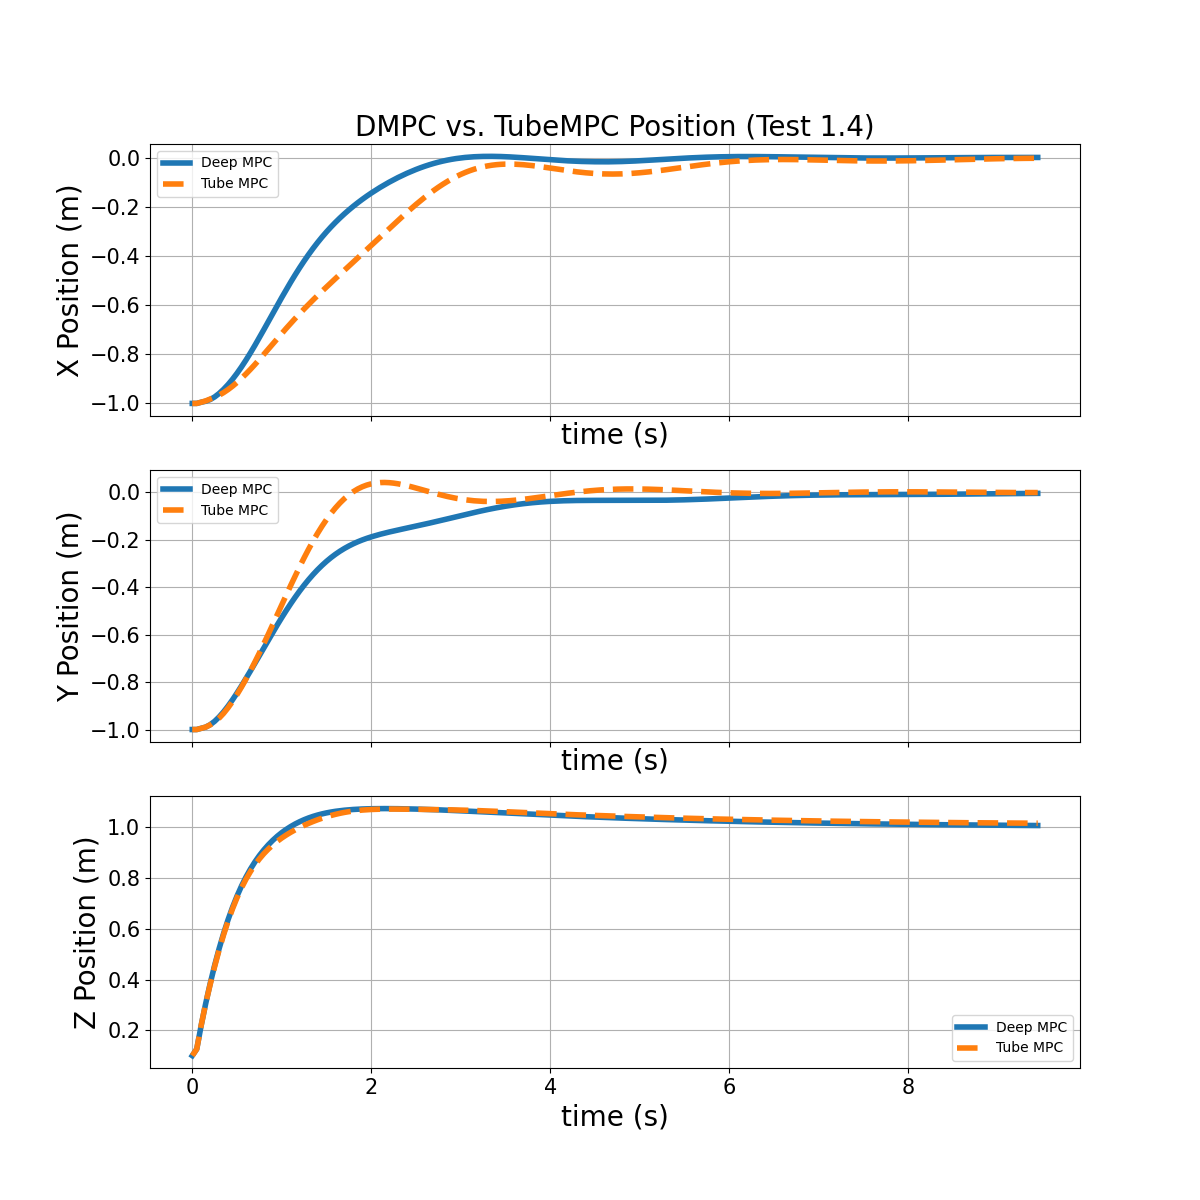 DMPC vs. TubeMPC Position (Test 1.4)
X Position (m)
0.0
−0.2
−0.4
−0.6
−0.8
−1.0
Deep MPC
Tube MPC
time (s)
Y Position (m)
0.0
−0.2
−0.4
−0.6
−0.8
−1.0
Deep MPC
Tube MPC
time (s)
Z Position (m)
1.0
0.8
0.6
0.4
0.2
Deep MPC
Tube MPC
0 2 4 6 8
time (s)